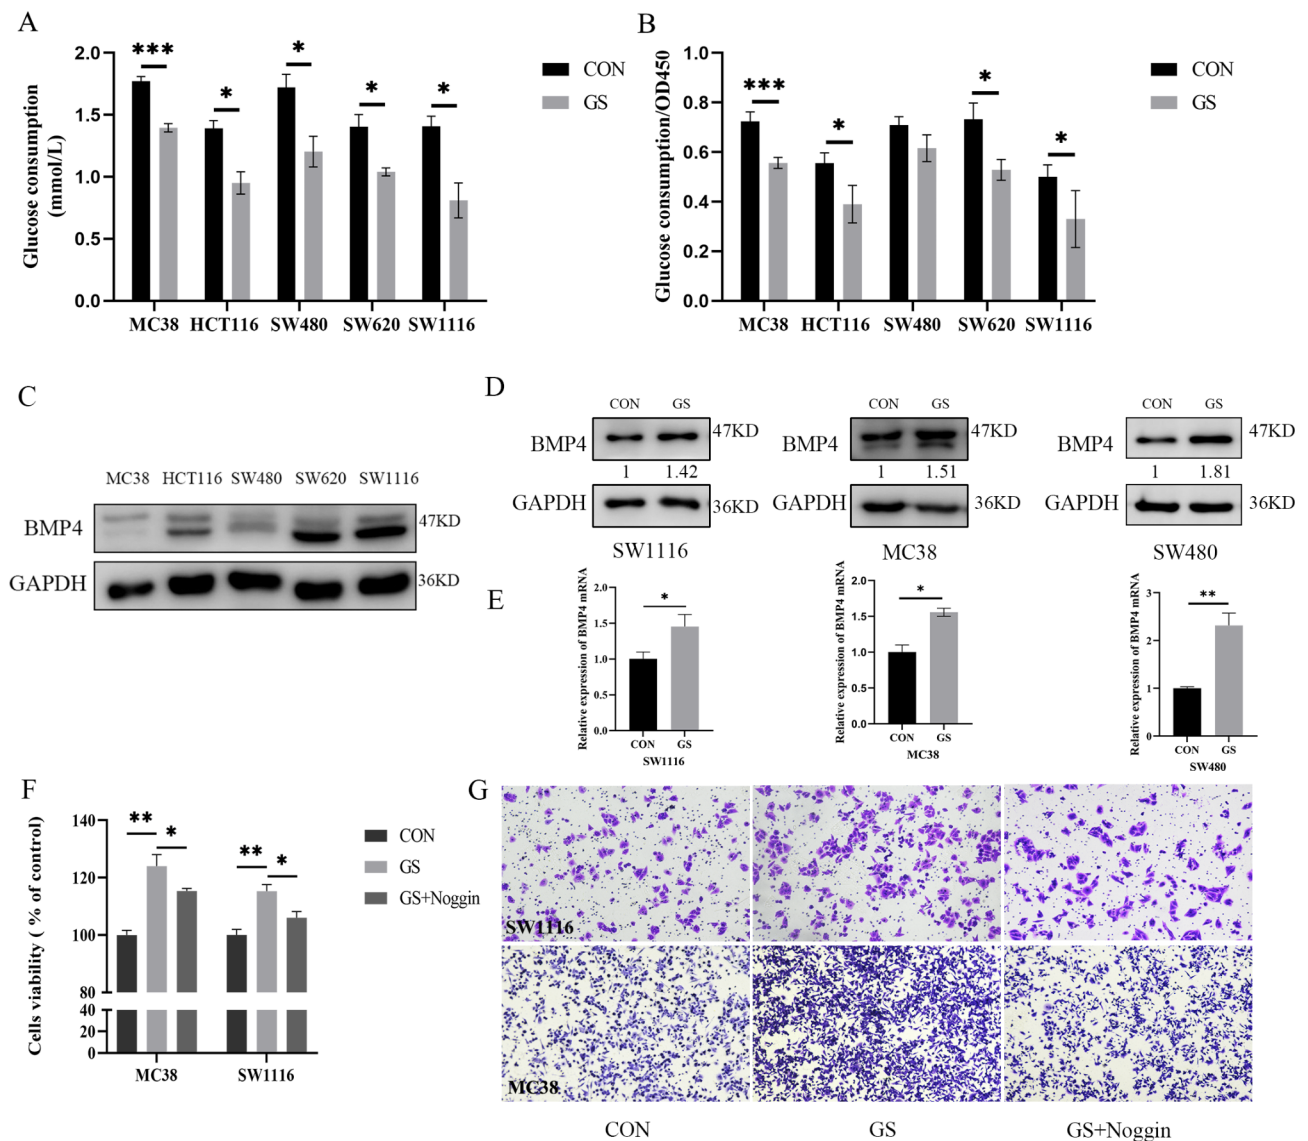 A
Glucose consumption
(mmol/L)
2.0
1.5
1.0
0.5
0.0
*** * * * *
MC38 HCT116 SW480 SW620 SW1116
CON
GS
B
Glucose consumption/OD450
1.0
0.8
0.6
0.4
0.2
0.0
*** * * *
MC38 HCT116 SW480 SW620 SW1116
CON
GS
C
MC38 HCT116 SW480 SW620 SW1116
BMP4 47KD
GAPDH 36KD
D
CON GS
BMP4 47KD
1 1.42
GAPDH 36KD
SW1116
CON GS
BMP4 47KD
1 1.51
GAPDH 36KD
MC38
CON GS
BMP4 47KD
1 1.81
GAPDH 36KD
SW480
E
Relative expression of BMP4 mRNA
2.0
1.5
1.0
0.5
0.0
*
CON GS
SW1116
Relative expression of BMP4 mRNA
2.0
1.5
1.0
0.5
0.0
*
CON GS
MC38
Relative expression of BMP4 mRNA
3
2
1
0
**
CON GS
SW480
F
Cells viability ( % of control)
140
120
100
80
40
20
0
** * ** *
MC38 SW1116
CON
GS
GS+Noggin
G
SW1116
MC38
CON GS GS+Noggin